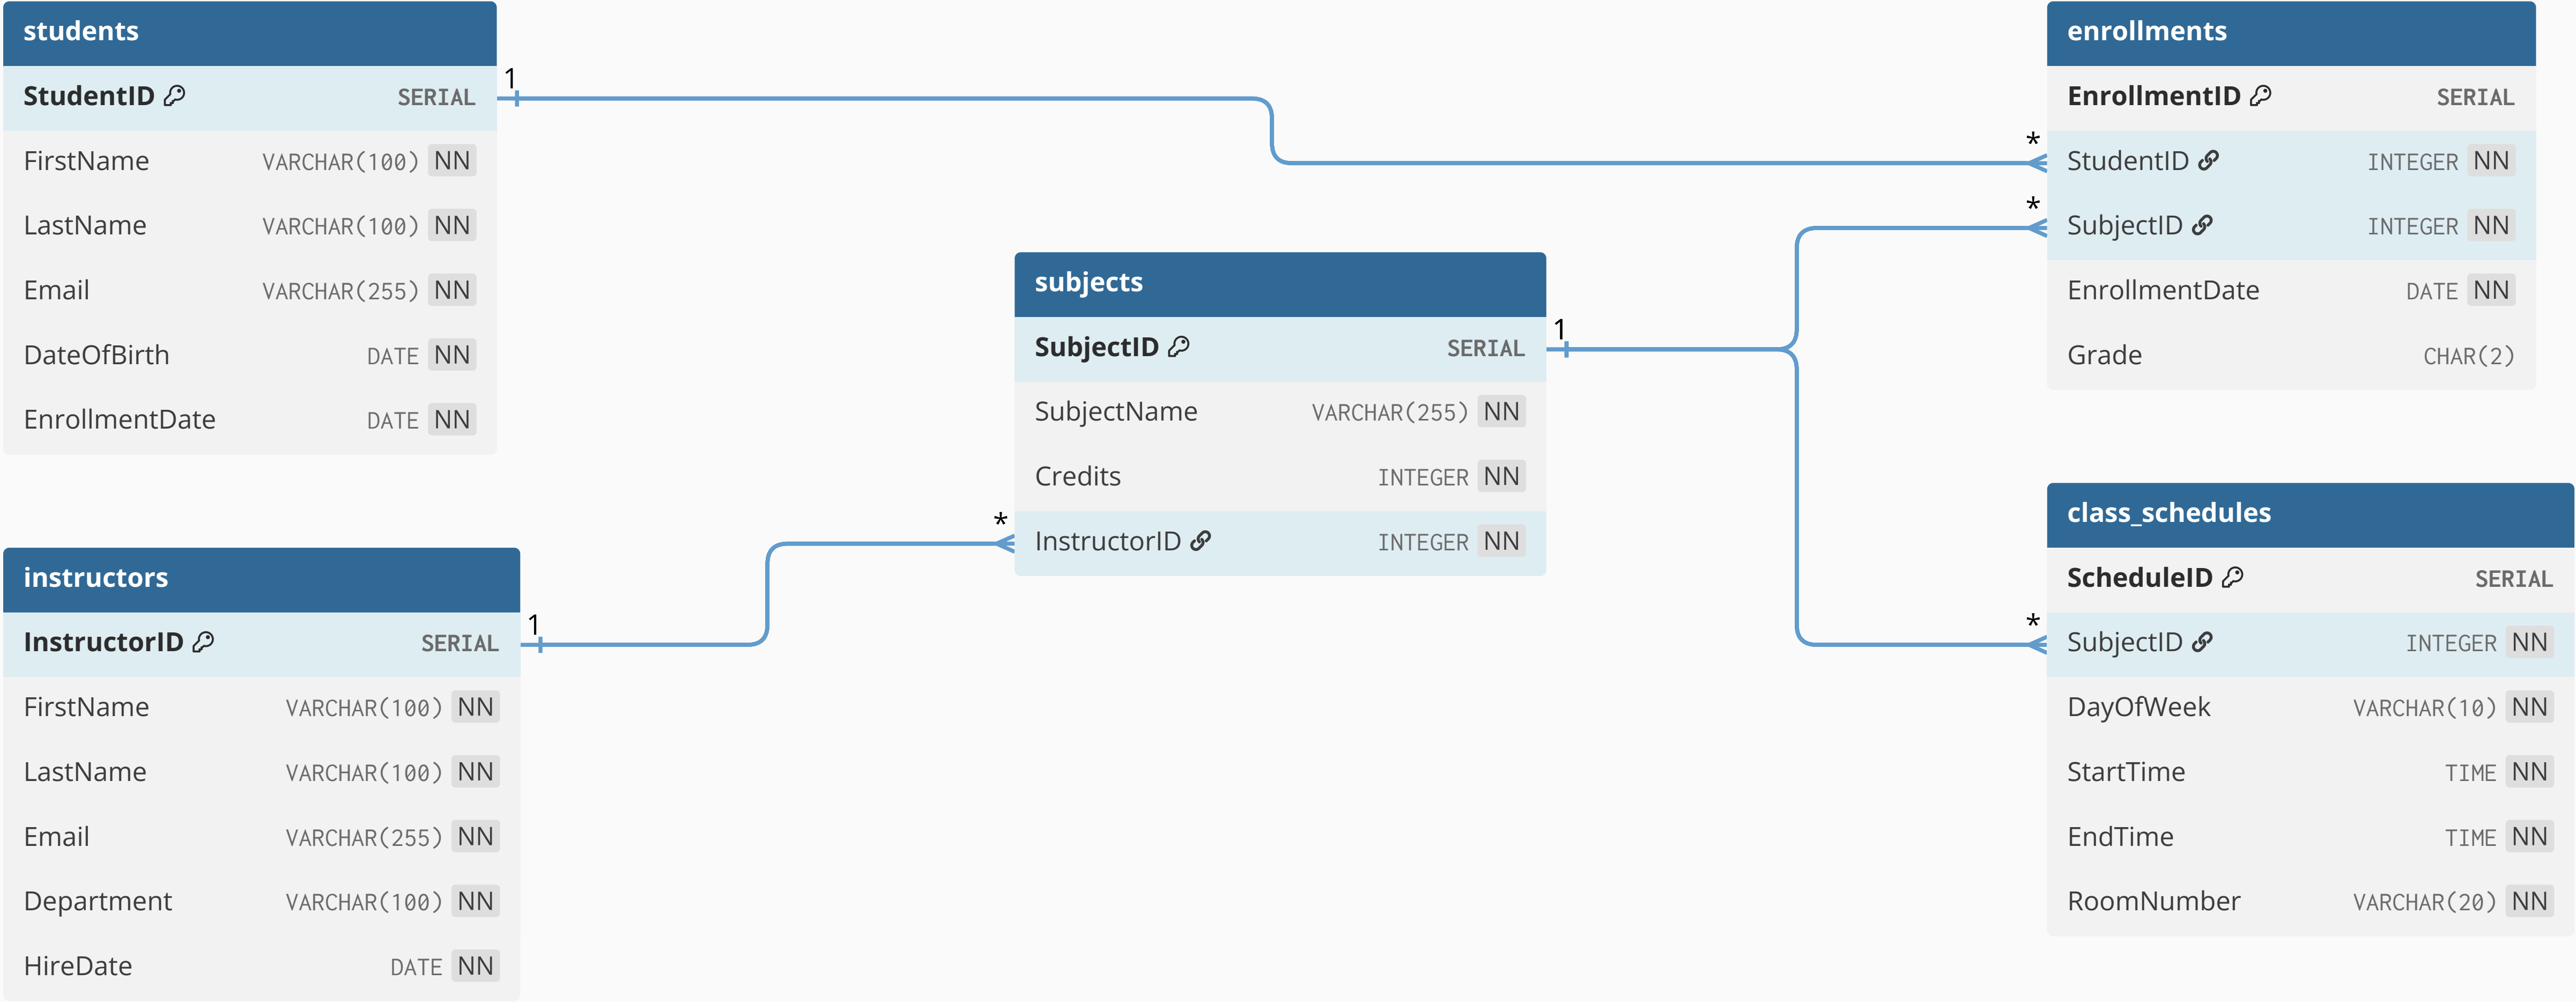 students
StudentID SERIAL
FirstName VARCHAR(100) NN
LastName VARCHAR(100) NN
Email VARCHAR(255) NN
DateOfBirth DATE NN
EnrollmentDate DATE NN
1
instructors
InstructorID SERIAL
FirstName VARCHAR(100) NN
LastName VARCHAR(100) NN
Email VARCHAR(255) NN
Department VARCHAR(100) NN
HireDate DATE NN
1
subjects
SubjectID SERIAL
SubjectName VARCHAR(255) NN
Credits INTEGER NN
InstructorID INTEGER NN
*
1
enrollments
EnrollmentID SERIAL
StudentID INTEGER NN
SubjectID INTEGER NN
EnrollmentDate DATE NN
Grade CHAR(2)
*
*
class_schedules
ScheduleID SERIAL
SubjectID INTEGER NN
DayOfWeek VARCHAR(10) NN
StartTime TIME NN
EndTime TIME NN
RoomNumber VARCHAR(20) NN
*